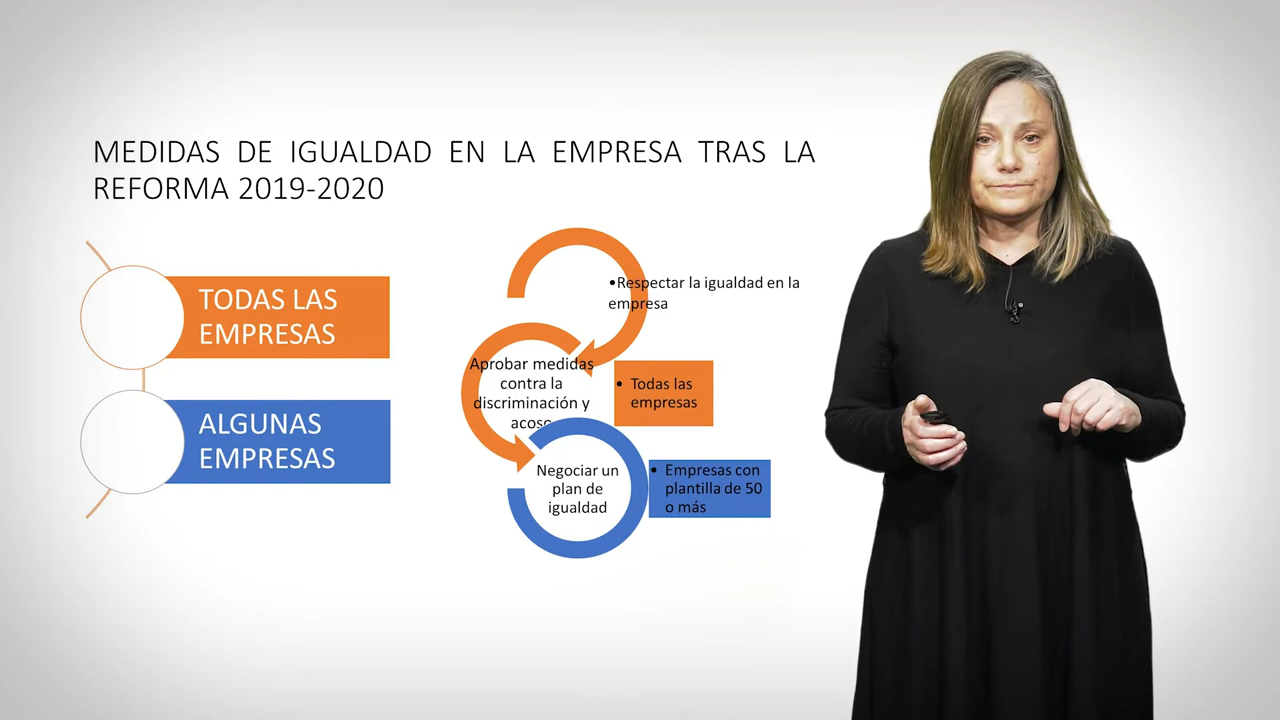 MEDIDAS DE IGUALDAD EN LA EMPRESA TRAS LA
REFORMA 2019-2020
TODAS LAS
EMPRESAS
ALGUNAS
EMPRESAS
•Respectar la igualdad en la
empresa
Aprobar medidas
contra la
discriminación y
acoso
• Todas las
empresas
Negociar un
plan de
igualdad
• Empresas con
plantilla de 50
o más